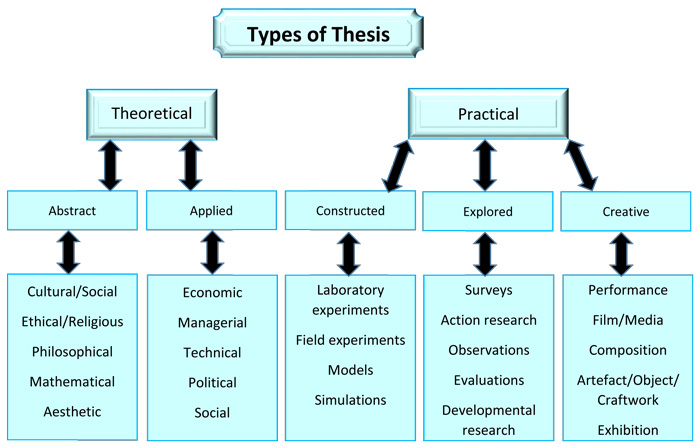 Types of Thesis
Theoretical
Practical
Abstract
Applied
Constructed
Explored
Creative
Cultural/Social
Ethical/Religious
Philosophical
Mathematical
Aesthetic
Economic
Managerial
Technical
Political
Social
Laboratory
experiments
Field experiments
Models
Simulations
Surveys
Action research
Observations
Evaluations
Developmental
research
Performance
Film/Media
Composition
Artefact/Object/
Craftwork
Exhibition